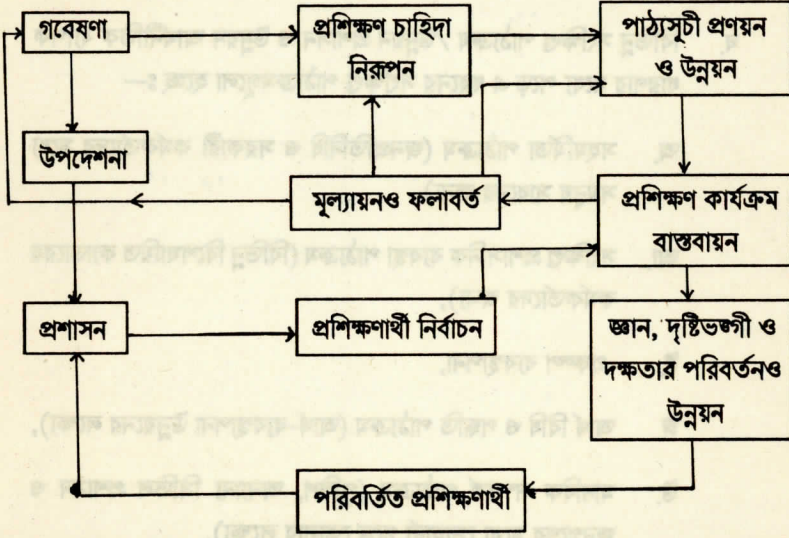 গবেষণা
প্রশিক্ষণ চাহিদা
নিরূপন
পাঠ্যসুচী প্রণয়ন
ও উন্নয়ন
উপদেশনা
মূল্যায়নও ফলাবর্ত
প্রশিক্ষণ কার্যক্রম
বাস্তবায়ন
প্রশাসন
প্রশিক্ষণার্থী নির্বাচন
জ্ঞান, দৃষ্টিভঙ্গী ও
দক্ষতার পরিবর্তনও
উন্নয়ন
পরিবর্তিত প্রশিক্ষণার্থী